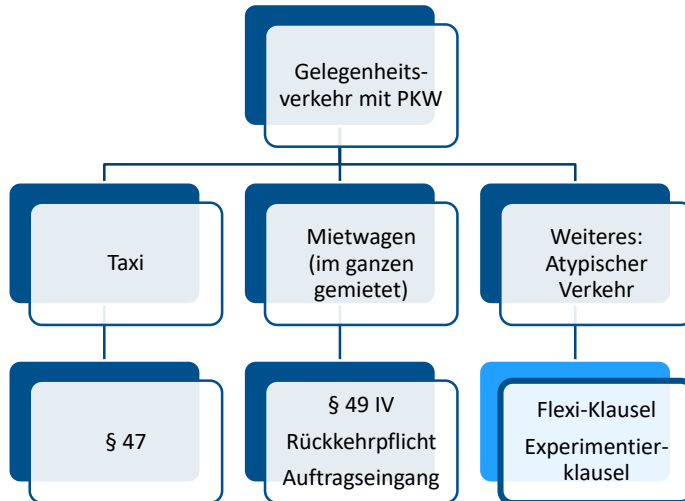 Gelegenheits-
verkehr mit PKW
Taxi
Mietwagen
(im ganzen
gemietet)
Weiteres:
Atypischer
Verkehr
§ 47
§ 49 IV
Rückkehrpflicht
Auftragseingang
Flexi-Klausel
Experimentier-
klausel